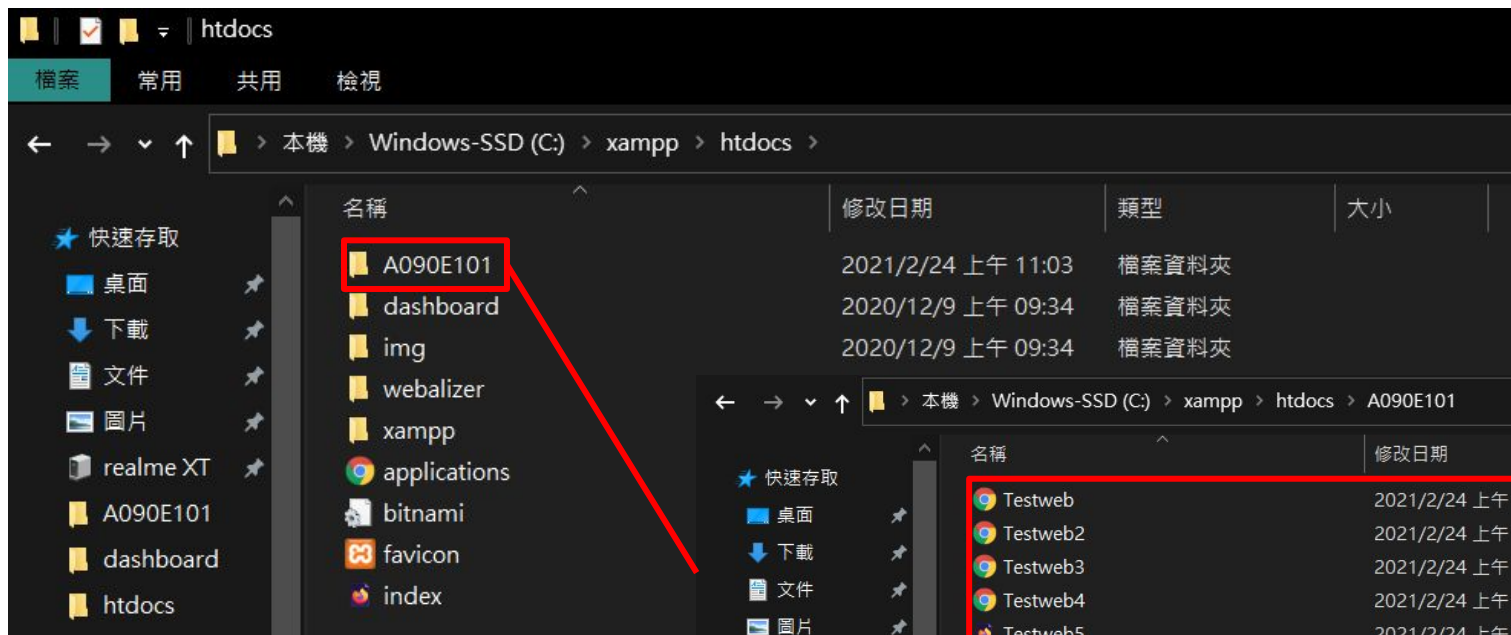 htdocs
檔案 常用 共用 檢視
本機 > Windows-SSD (C:) > xampp > htdocs >
名稱 修改日期 類型 大小
快速存取
桌面
下載
文件
圖片
realme XT
A090E101
dashboard
htdocs
A090E101 2021/2/24 上午 11:03 檔案資料夾
dashboard 2020/12/9 上午 09:34 檔案資料夾
img 2020/12/9 上午 09:34 檔案資料夾
webalizer
xampp
applications
bitnami
favicon
index
本機 > Windows-SSD (C:) > xampp > htdocs > A090E101
名稱 修改日期
快速存取
桌面
下載
文件
圖片
Testweb 2021/2/24 上午
Testweb2 2021/2/24 上午
Testweb3 2021/2/24 上午
Testweb4 2021/2/24 上午
Testweb5 2021/2/24 上午